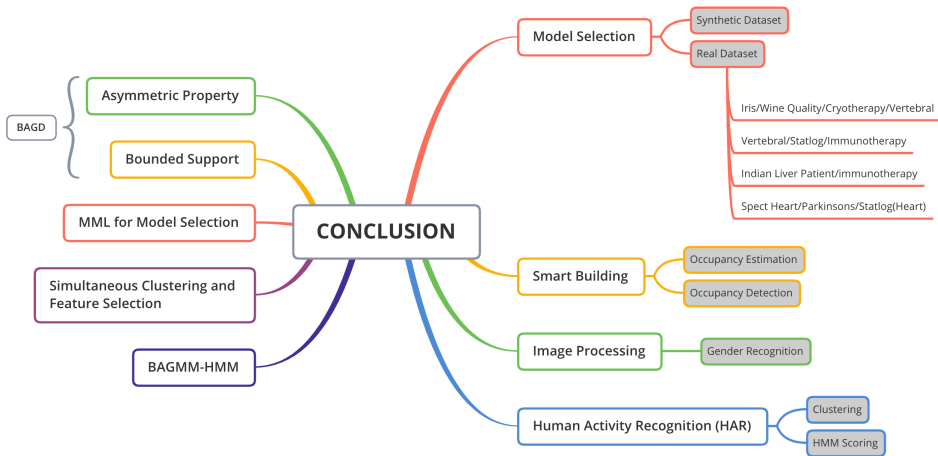 CONCLUSION
BAGD
Asymmetric Property
Bounded Support
MML for Model Selection
Simultaneous Clustering and
Feature Selection
BAGMM-HMM
Model Selection
Synthetic Dataset
Real Dataset
Iris/Wine Quality/Cryotherapy/Vertebral
Vertebral/Statlog/Immunotherapy
Indian Liver Patient/immunotherapy
Spect Heart/Parkinsons/Statlog(Heart)
Smart Building
Occupancy Estimation
Occupancy Detection
Image Processing
Gender Recognition
Human Activity Recognition (HAR)
Clustering
HMM Scoring